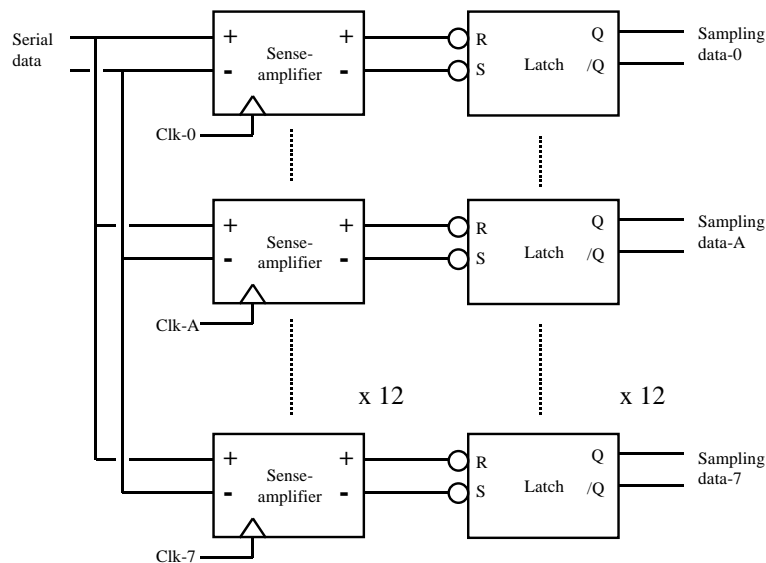 Serial
data
+ +
- -
Sense-
amplifier
Clk-0
R
S
Latch
Q
/Q
Sampling
data-0
+ +
- -
Sense-
amplifier
Clk-A
R
S
Latch
Q
/Q
Sampling
data-A
x 12
x 12
+ +
- -
Sense-
amplifier
Clk-7
R
S
Latch
Q
/Q
Sampling
data-7